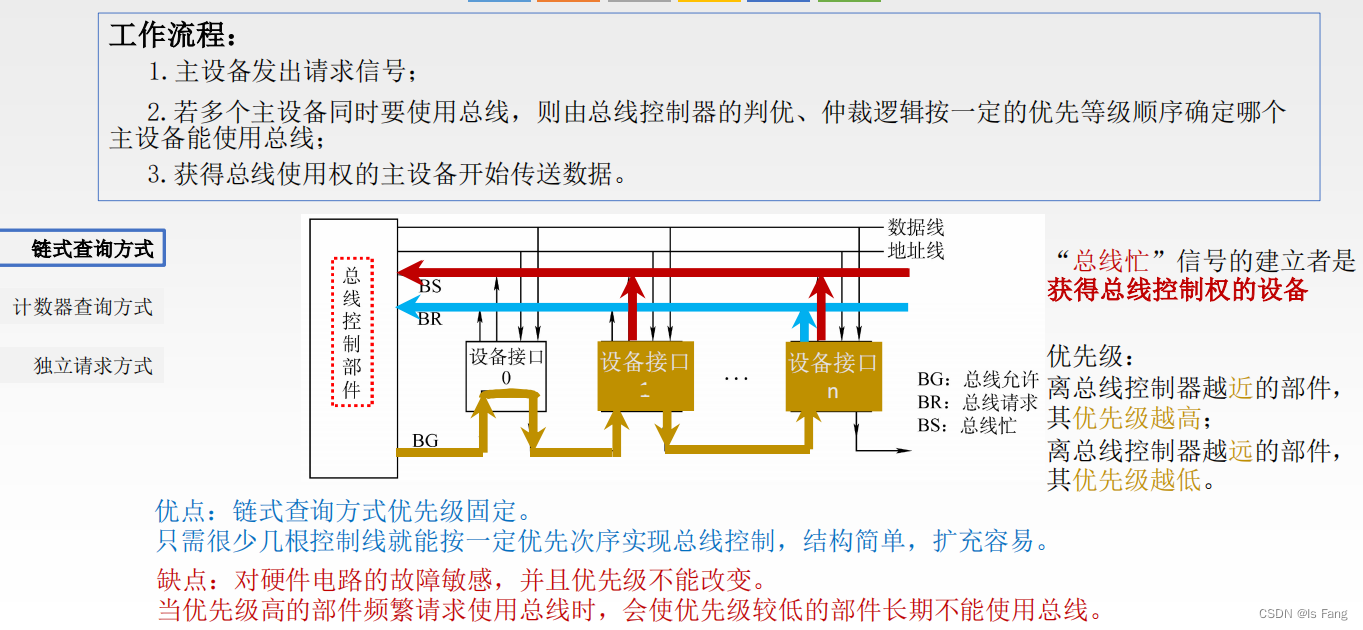 工作流程：
1.主设备发出请求信号；
2.若多个主设备同时要使用总线，则由总线控制器的判优、仲裁逻辑按一定的优先等级顺序确定哪个
主设备能使用总线；
3.获得总线使用权的主设备开始传送数据。
链式查询方式
计数器查询方式
独立请求方式
总线控制部件
数据线
地址线
BS
BR
设备接口
0
设备接口
1
…
设备接口
n
BG
BG：总线允许
BR：总线请求
BS：总线忙
“总线忙”信号的建立者是
获得总线控制权的设备
优先级：
离总线控制器越近的部件，
其优先级越高；
离总线控制器越远的部件，
其优先级越低。
优点：链式查询方式优先级固定。
只需很少几根控制线就能按一定优先次序实现总线控制，结构简单，扩充容易。
缺点：对硬件电路的故障敏感，并且优先级不能改变。
当优先级高的部件频繁请求使用总线时，会使优先级较低的部件长期不能使用总线。
CSDN @ls Fang